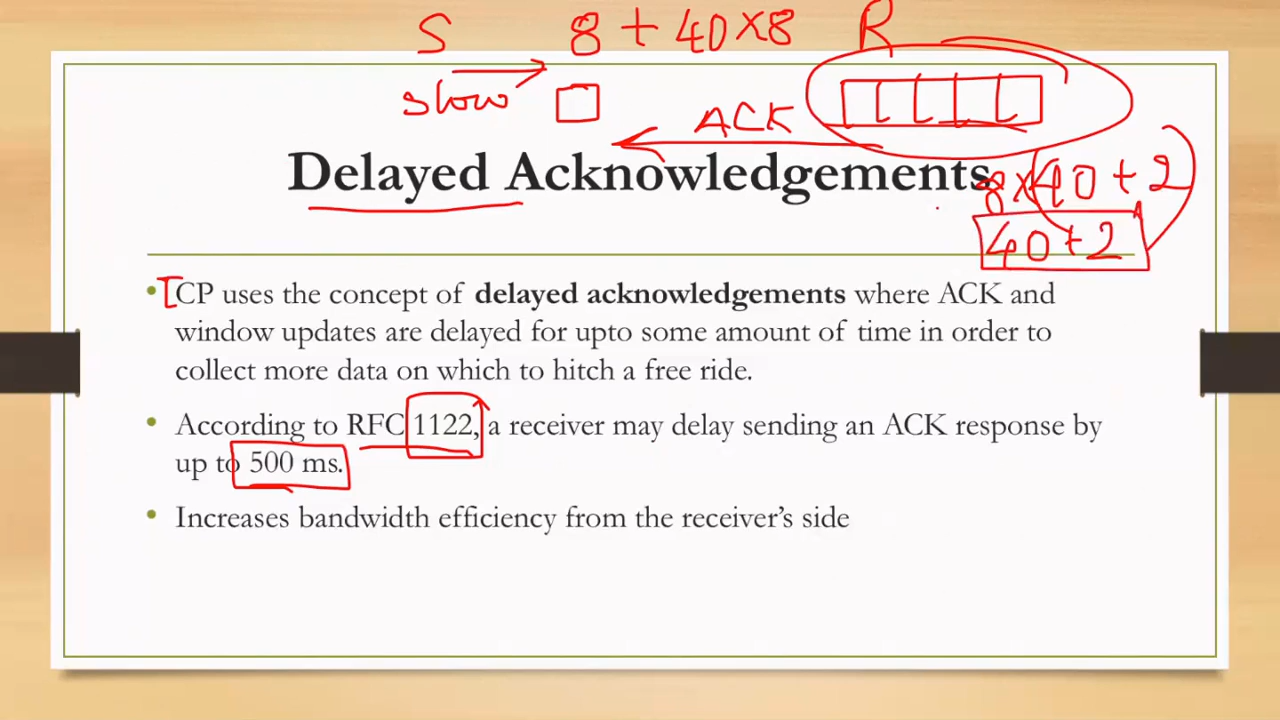 S 8 + 40×8 R
slow
ACK
Delayed Acknowledgements
8×(40+2)
40+2
• TCP uses the concept of delayed acknowledgements where ACK and
window updates are delayed for upto some amount of time in order to
collect more data on which to hitch a free ride.
• According to RFC 1122, a receiver may delay sending an ACK response by
up to 500 ms.
• Increases bandwidth efficiency from the receiver’s side